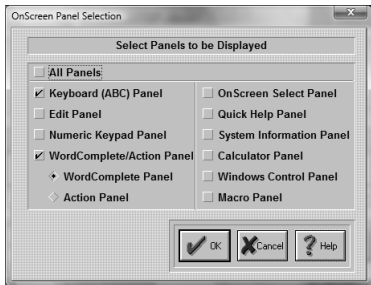 OnScreen Panel Selection
Select Panels to be Displayed
All Panels
Keyboard (ABC) Panel
Edit Panel
Numeric Keypad Panel
WordComplete/Action Panel
WordComplete Panel
Action Panel
OnScreen Select Panel
Quick Help Panel
System Information Panel
Calculator Panel
Windows Control Panel
Macro Panel
OK Cancel Help